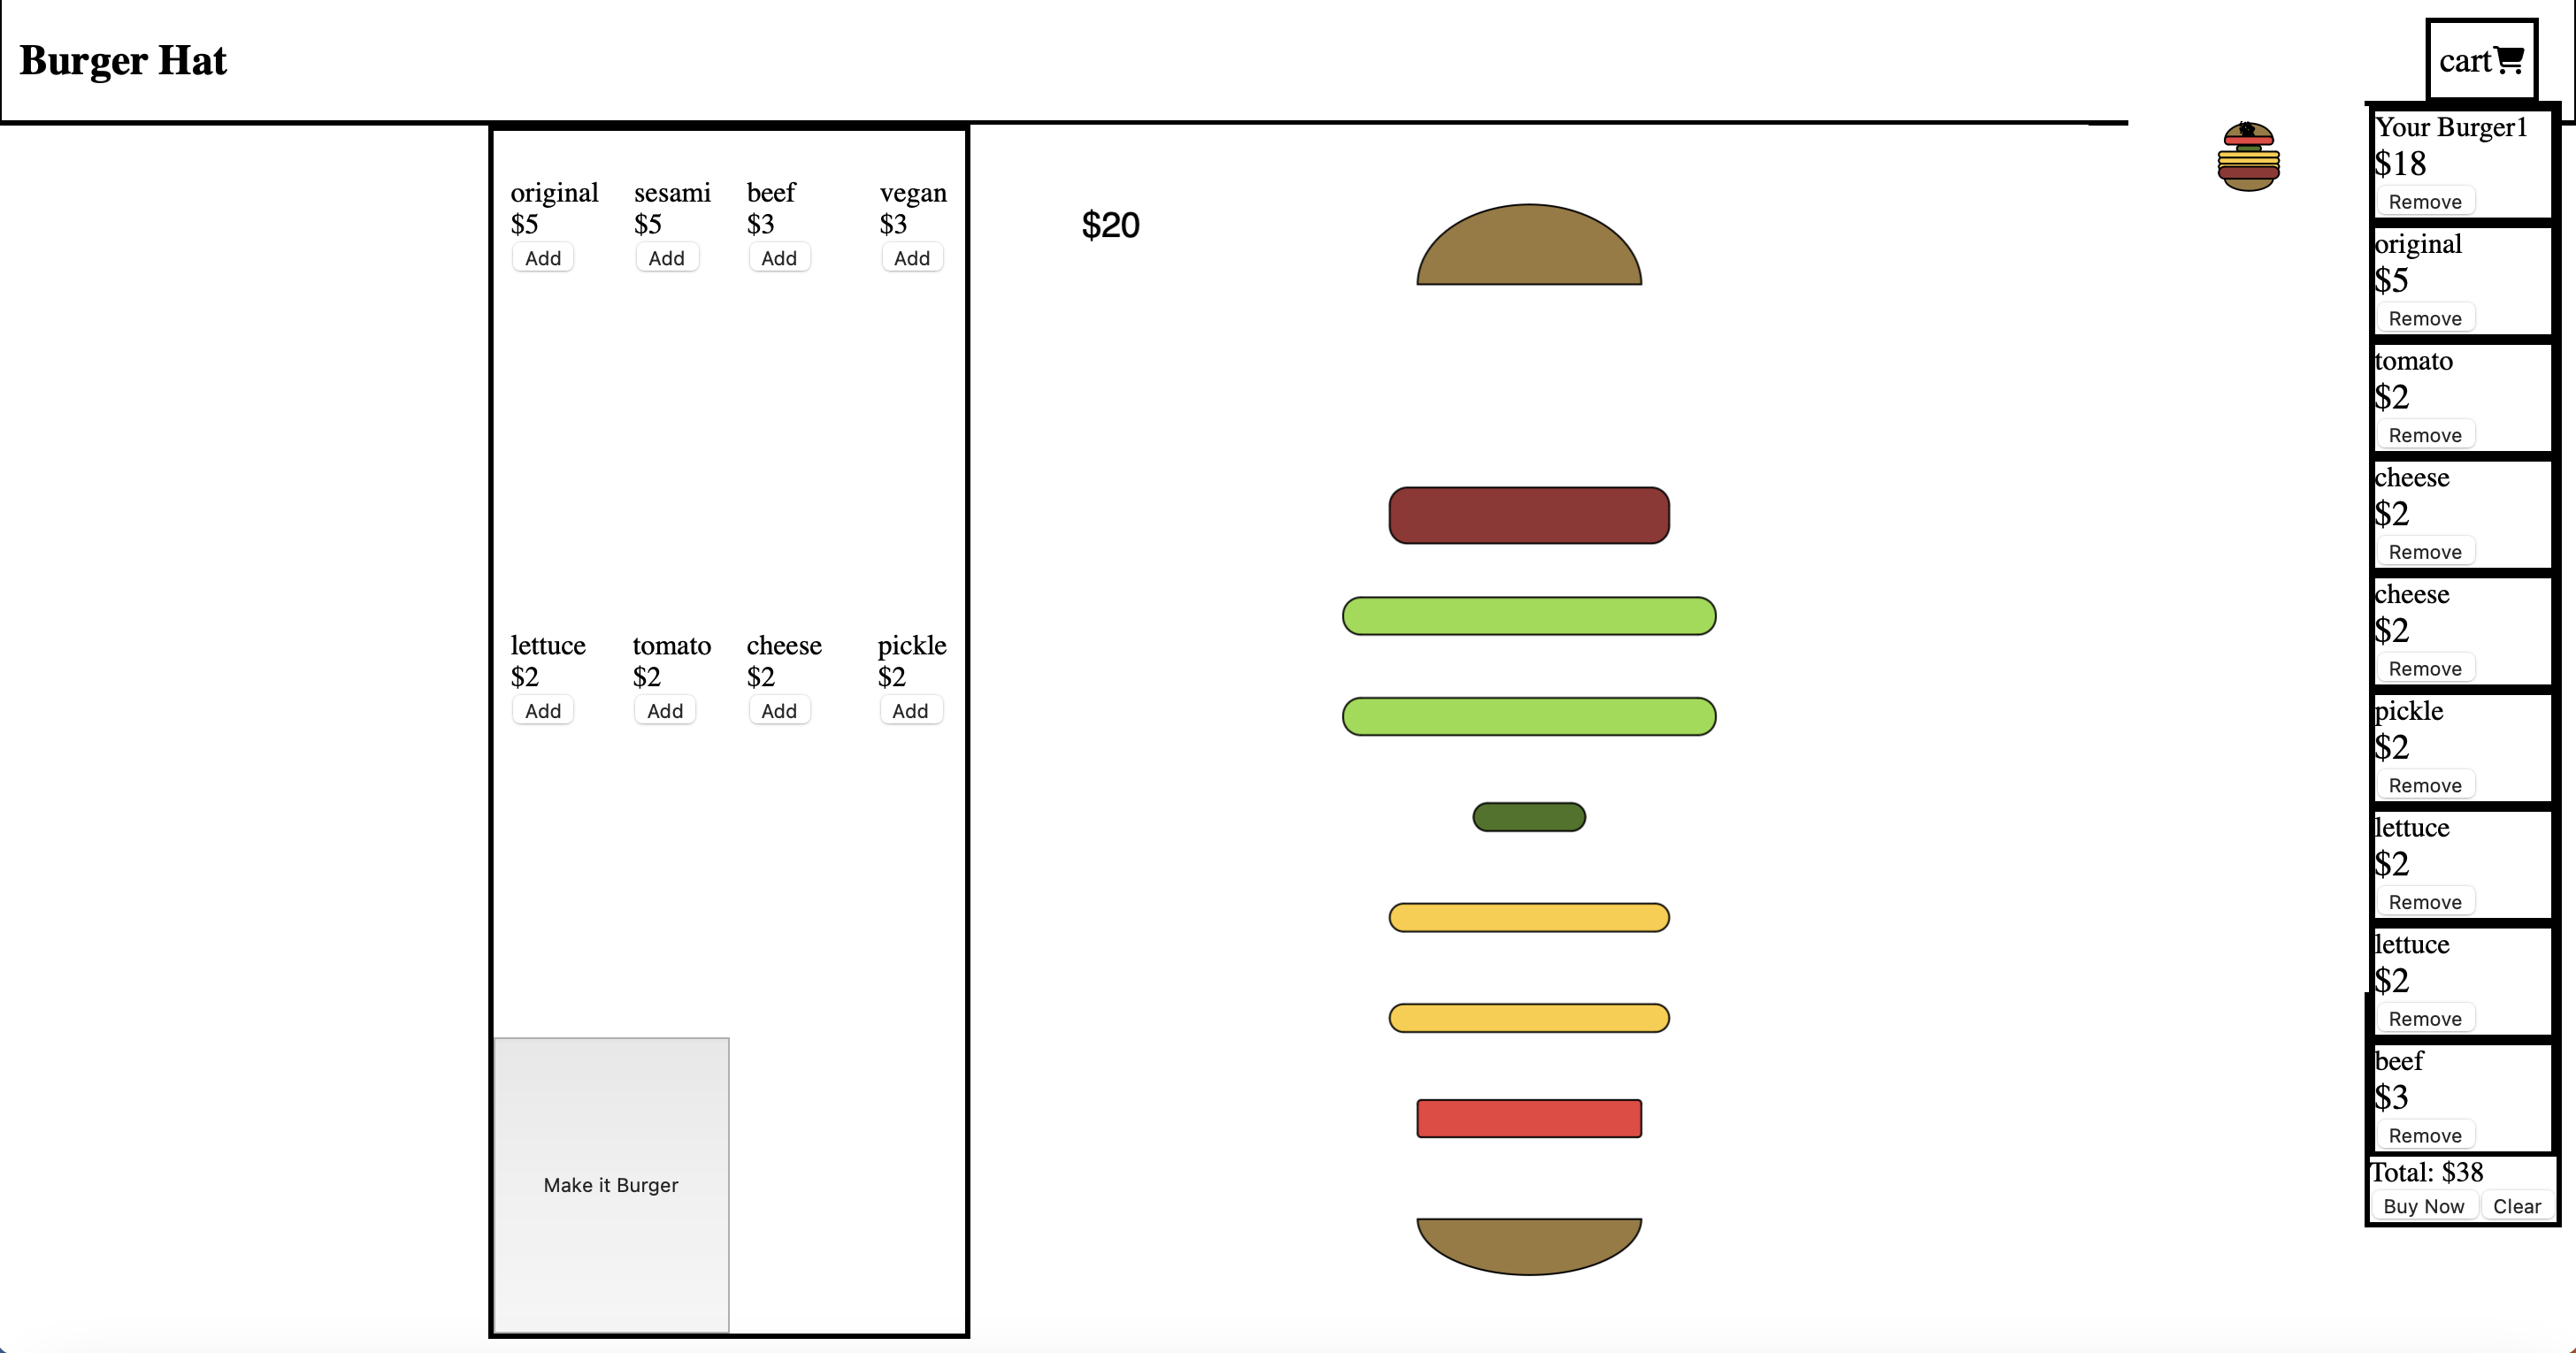 Burger Hat
cart
original
$5
Add
sesami
$5
Add
beef
$3
Add
vegan
$3
Add
lettuce
$2
Add
tomato
$2
Add
cheese
$2
Add
pickle
$2
Add
Make it Burger
$20
Your Burger1
$18
Remove
original
$5
Remove
tomato
$2
Remove
cheese
$2
Remove
cheese
$2
Remove
pickle
$2
Remove
lettuce
$2
Remove
lettuce
$2
Remove
beef
$3
Remove
Total: $38
Buy Now Clear